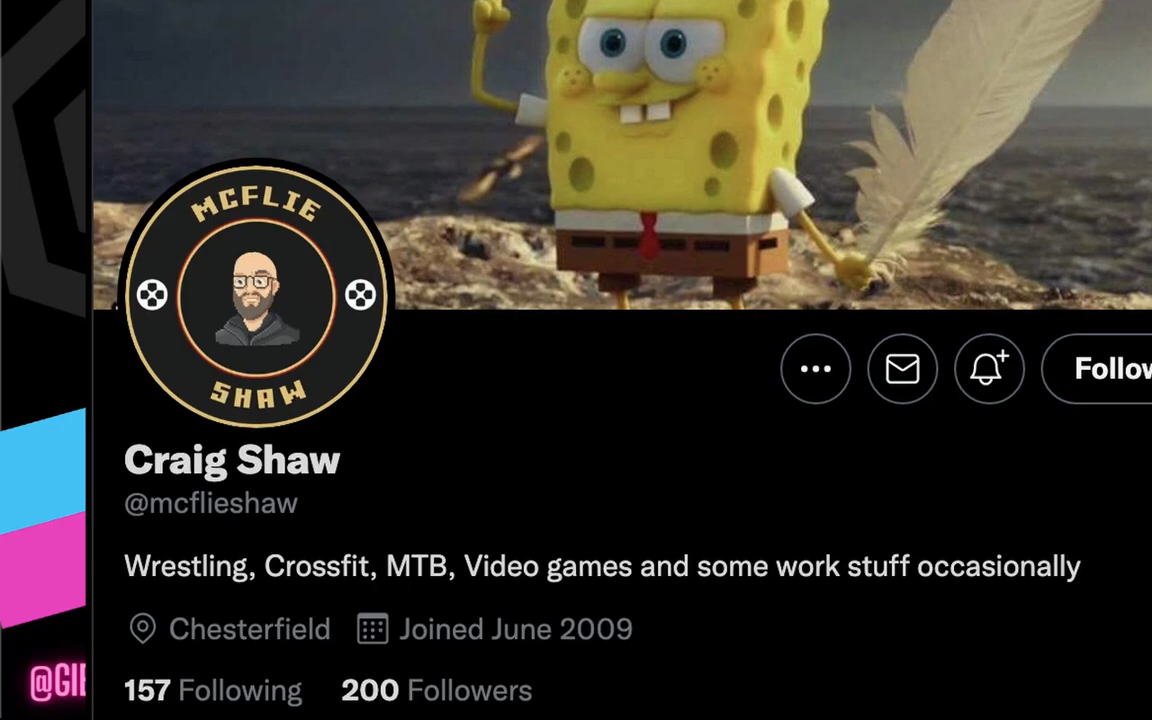 MCFLIE
SHAW
Follow
Craig Shaw
@mcflieshaw
Wrestling, Crossfit, MTB, Video games and some work stuff occasionally
Chesterfield Joined June 2009
157 Following 200 Followers